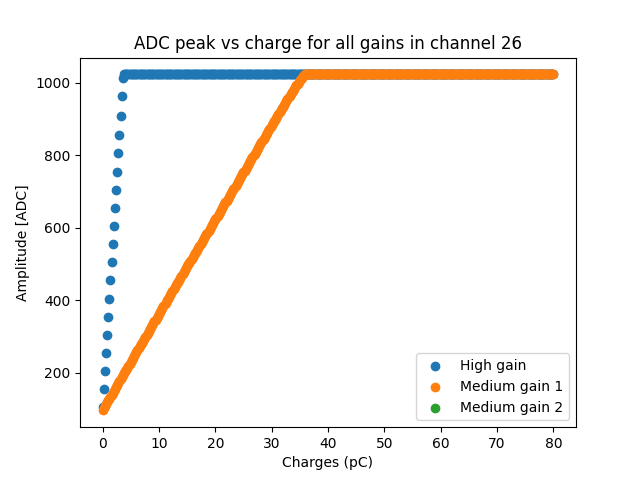 ADC peak vs charge for all gains in channel 26
Amplitude [ADC]
1000
800
600
400
200
0
10
20
30
40
50
60
70
80
Charges (pC)
High gain
Medium gain 1
Medium gain 2